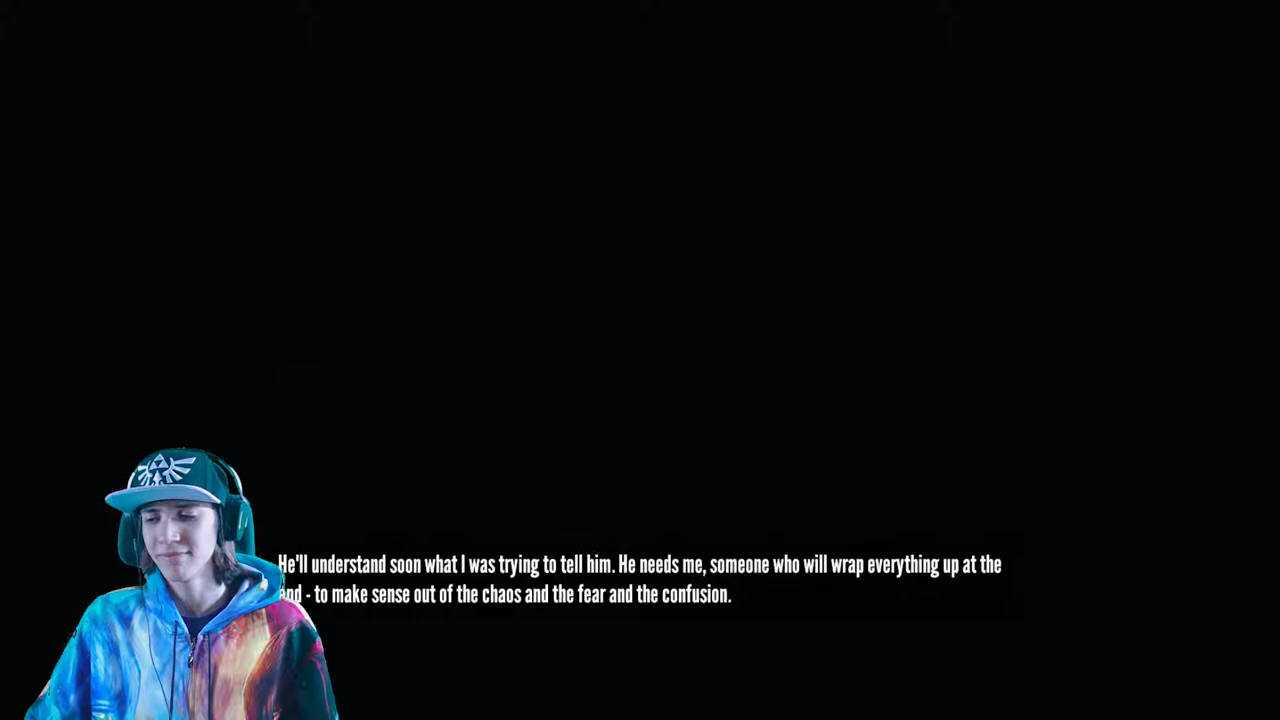 He'll understand soon what I was trying to tell him. He needs me, someone who will wrap everything up at the
end - to make sense out of the chaos and the fear and the confusion.